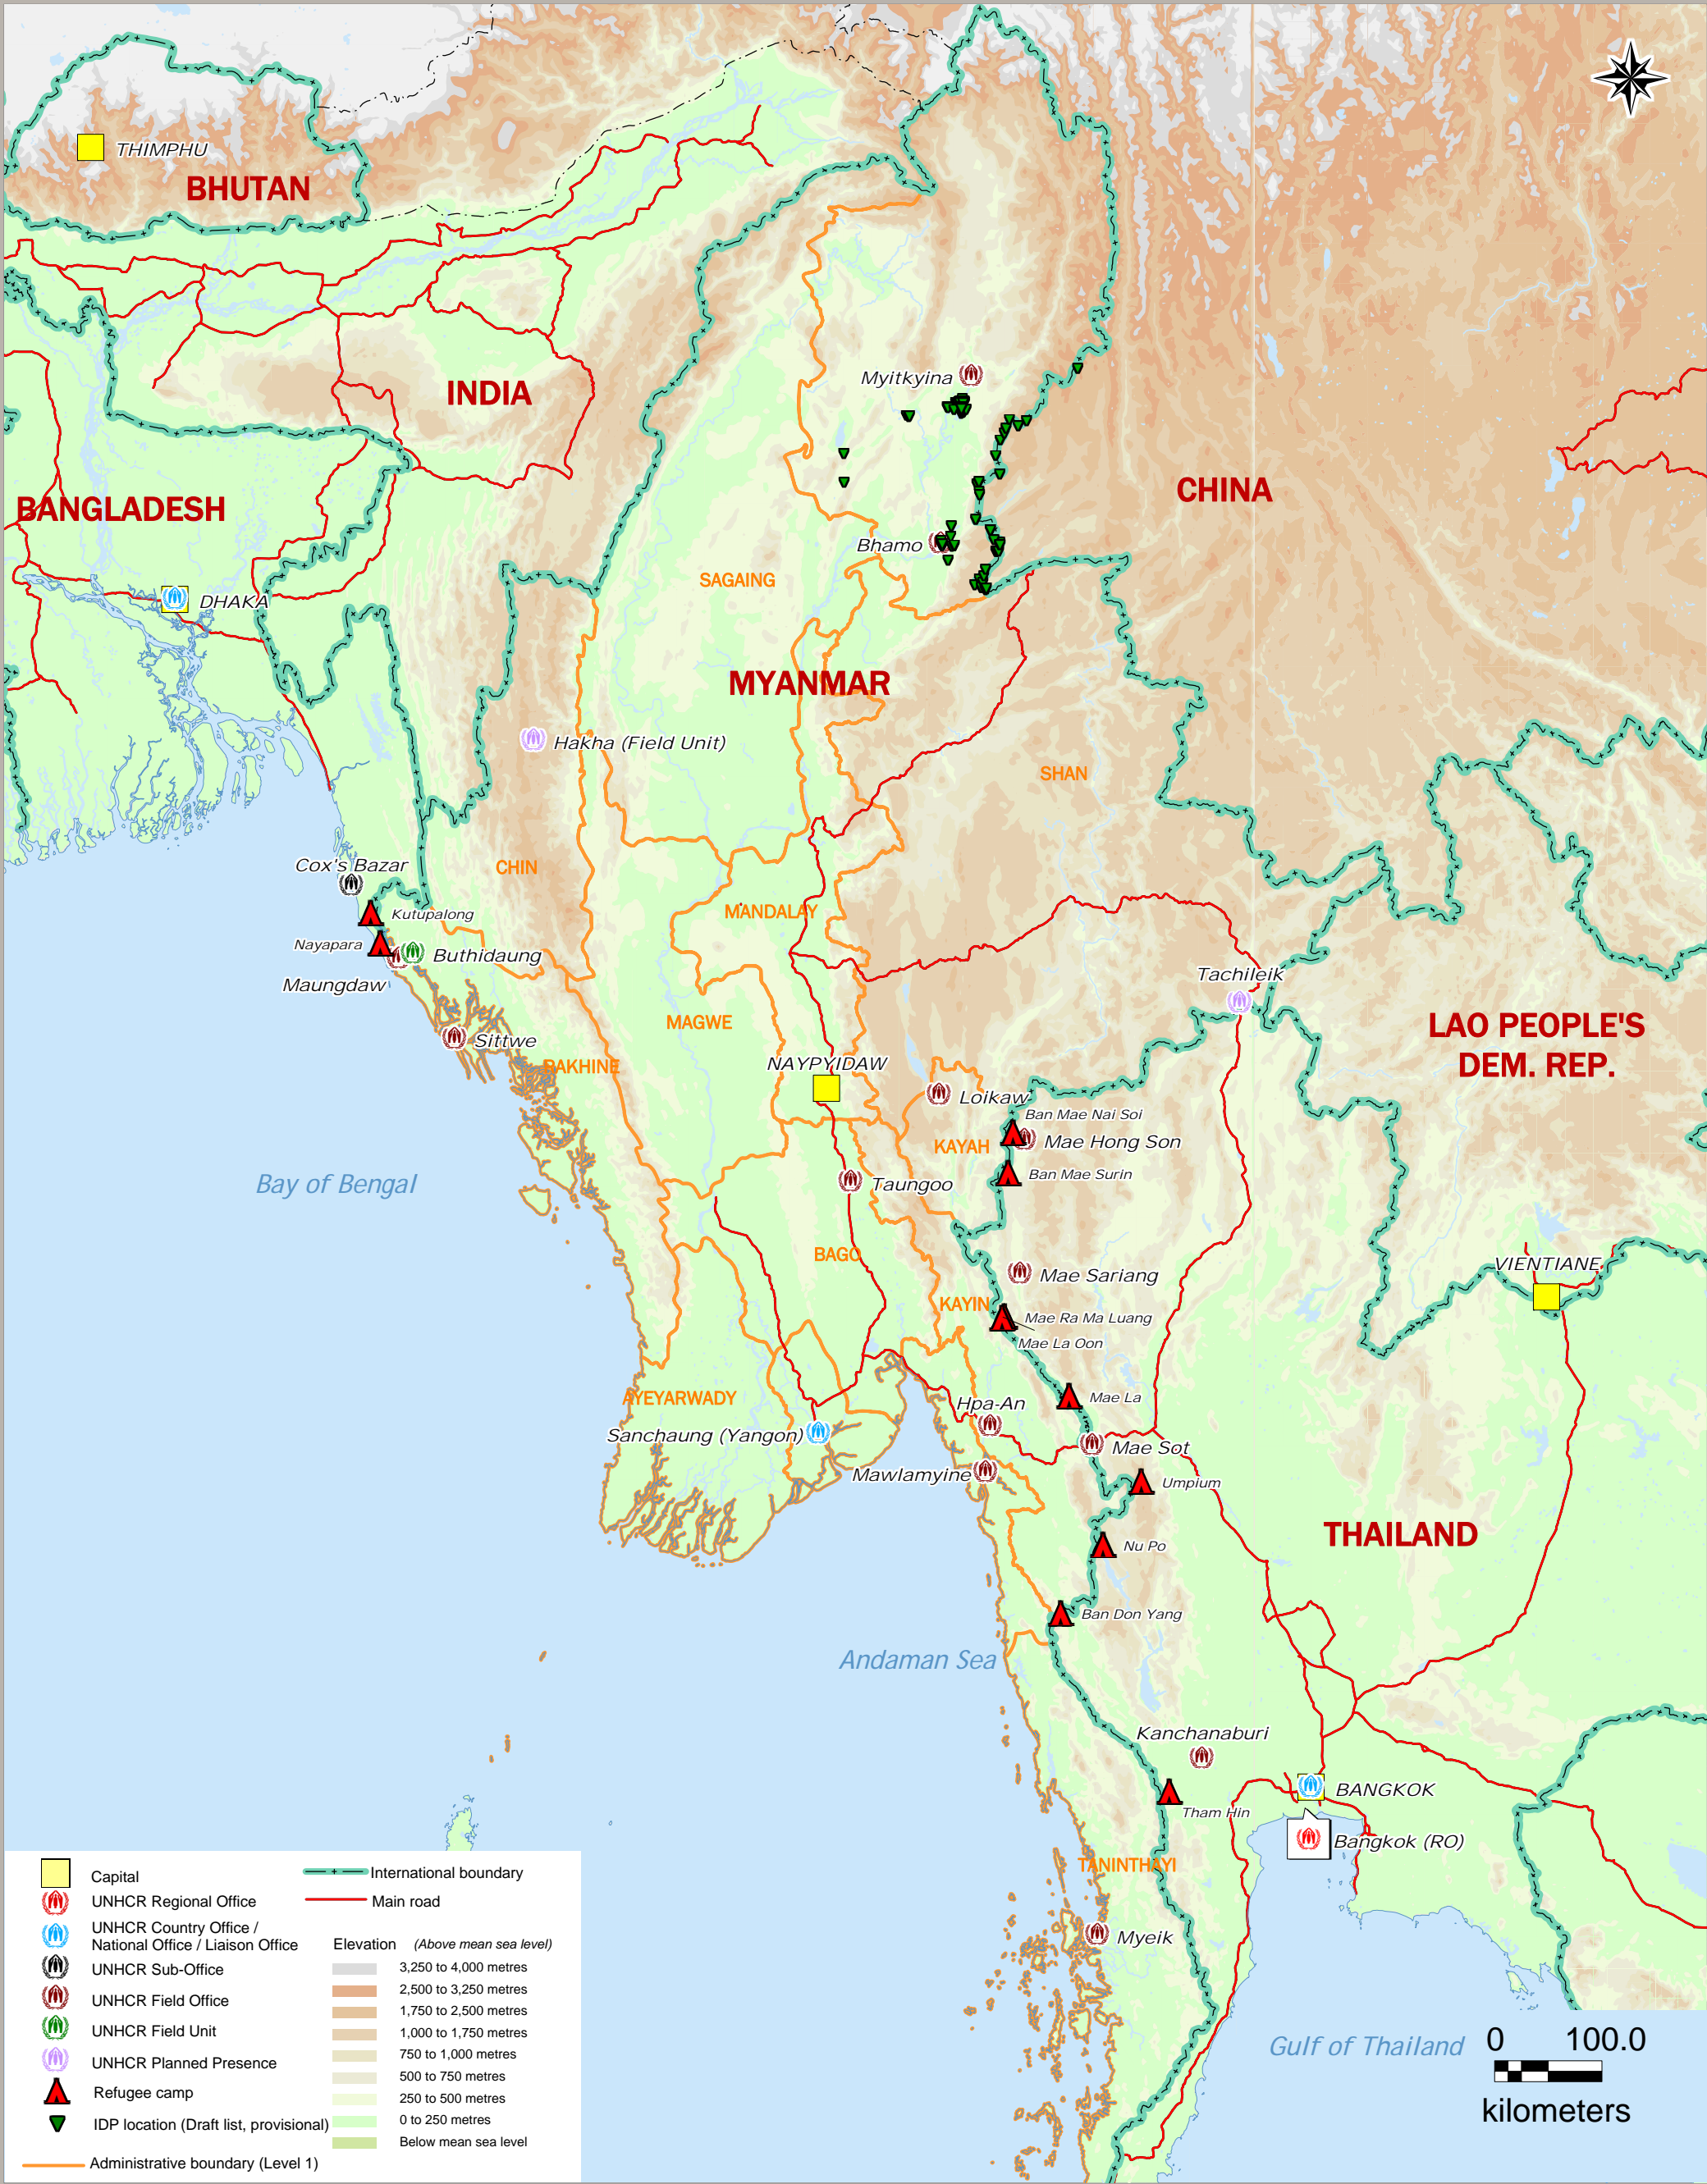 THIMPHU
BHUTAN
INDIA
Myitkyina
CHINA
BANGLADESH
Bhamo
SAGAING
DHAKA
MYANMAR
Hakha (Field Unit)
SHAN
Cox's Bazar
CHIN
Kutupalong
MANDALAY
Nayapara
Buthidaung
Maungdaw
Tachileik
MAGWE
LAO PEOPLE'S
DEM. REP.
Sittwe
RAKHINE
NAYPYIDAW
Loikaw
Ban Mae Nai Soi
KAYAH
Mae Hong Son
Ban Mae Surin
Bay of Bengal
Taungoo
BAGO
VIENTIANE
Mae Sariang
KAYIN
Mae Ra Ma Luang
Mae La Oon
AYEYARWADY
Mae La
Hpa-An
Sanchaung (Yangon)
Mae Sot
Mawlamyine
Umpium
THAILAND
Nu Po
Ban Don Yang
Andaman Sea
Kanchanaburi
BANGKOK
Tham Hin
Bangkok (RO)
TANINTHAYI
Myeik
Gulf of Thailand
0 100.0
kilometers
Capital
UNHCR Regional Office
UNHCR Country Office /
National Office / Liaison Office
UNHCR Sub-Office
UNHCR Field Office
UNHCR Field Unit
UNHCR Planned Presence
Refugee camp
IDP location (Draft list, provisional)
Administrative boundary (Level 1)
International boundary
Main road
Elevation (Above mean sea level)
3,250 to 4,000 metres
2,500 to 3,250 metres
1,750 to 2,500 metres
1,000 to 1,750 metres
750 to 1,000 metres
500 to 750 metres
250 to 500 metres
0 to 250 metres
Below mean sea level